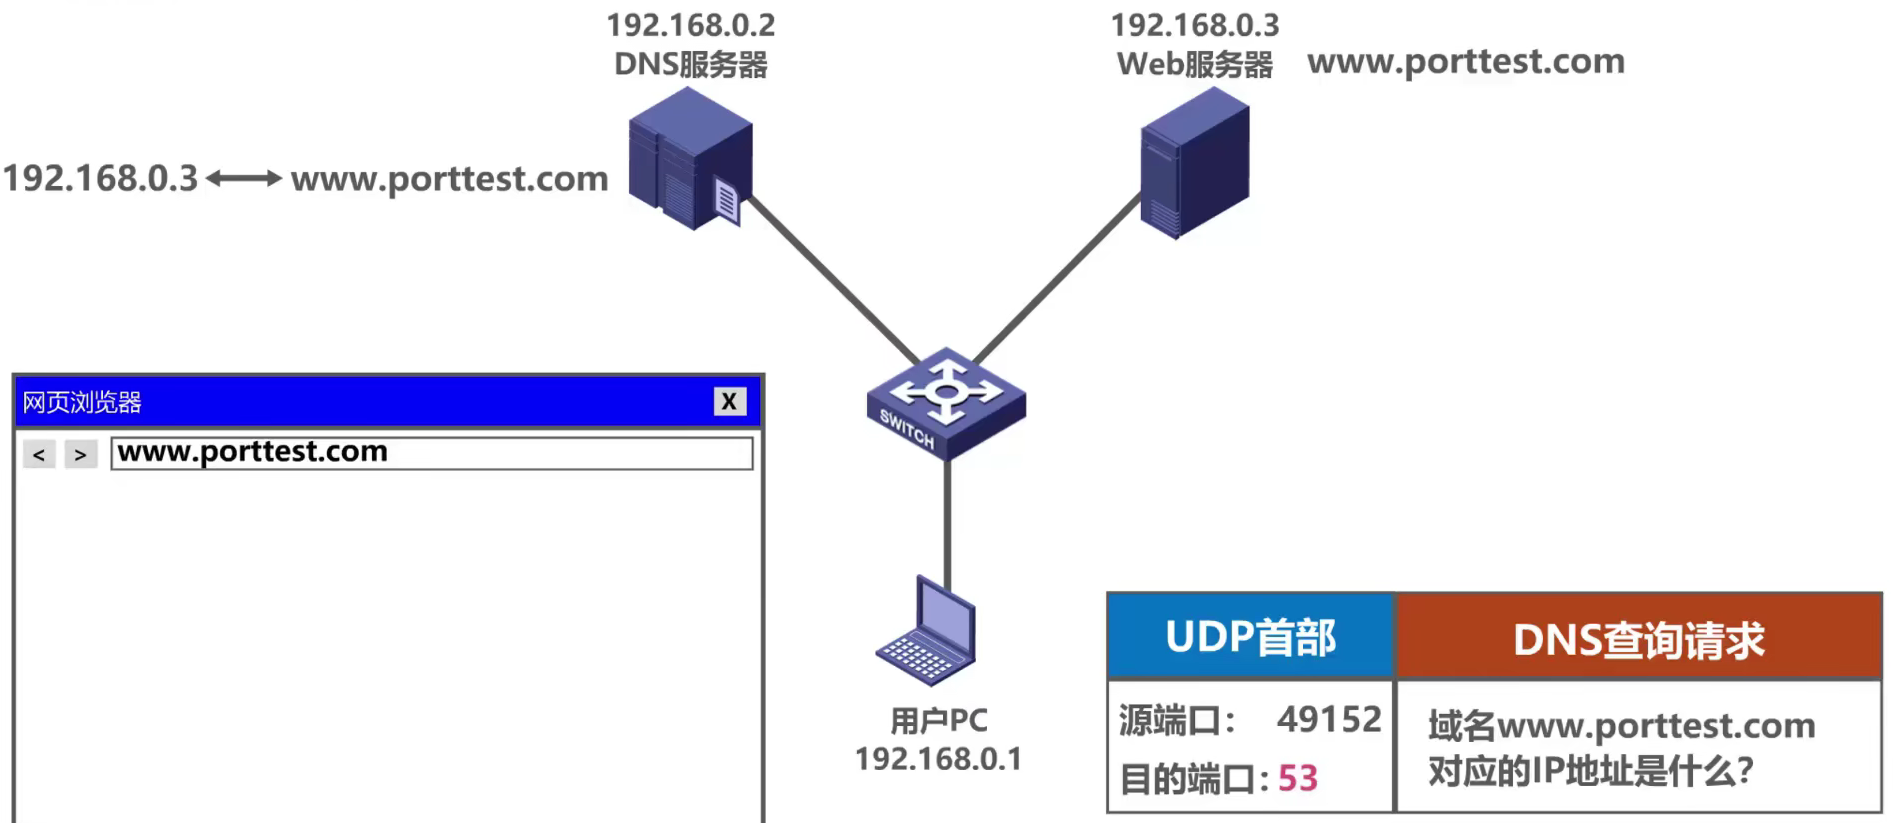 192.168.0.2
DNS服务器
192.168.0.3
Web服务器 www.porttest.com
192.168.0.3 www.porttest.com
SWITCH
网页浏览器 X
< > www.porttest.com
用户PC
192.168.0.1
UDP首部 DNS查询请求
源端口： 49152
目的端口：53
域名www.porttest.com
对应的IP地址是什么？